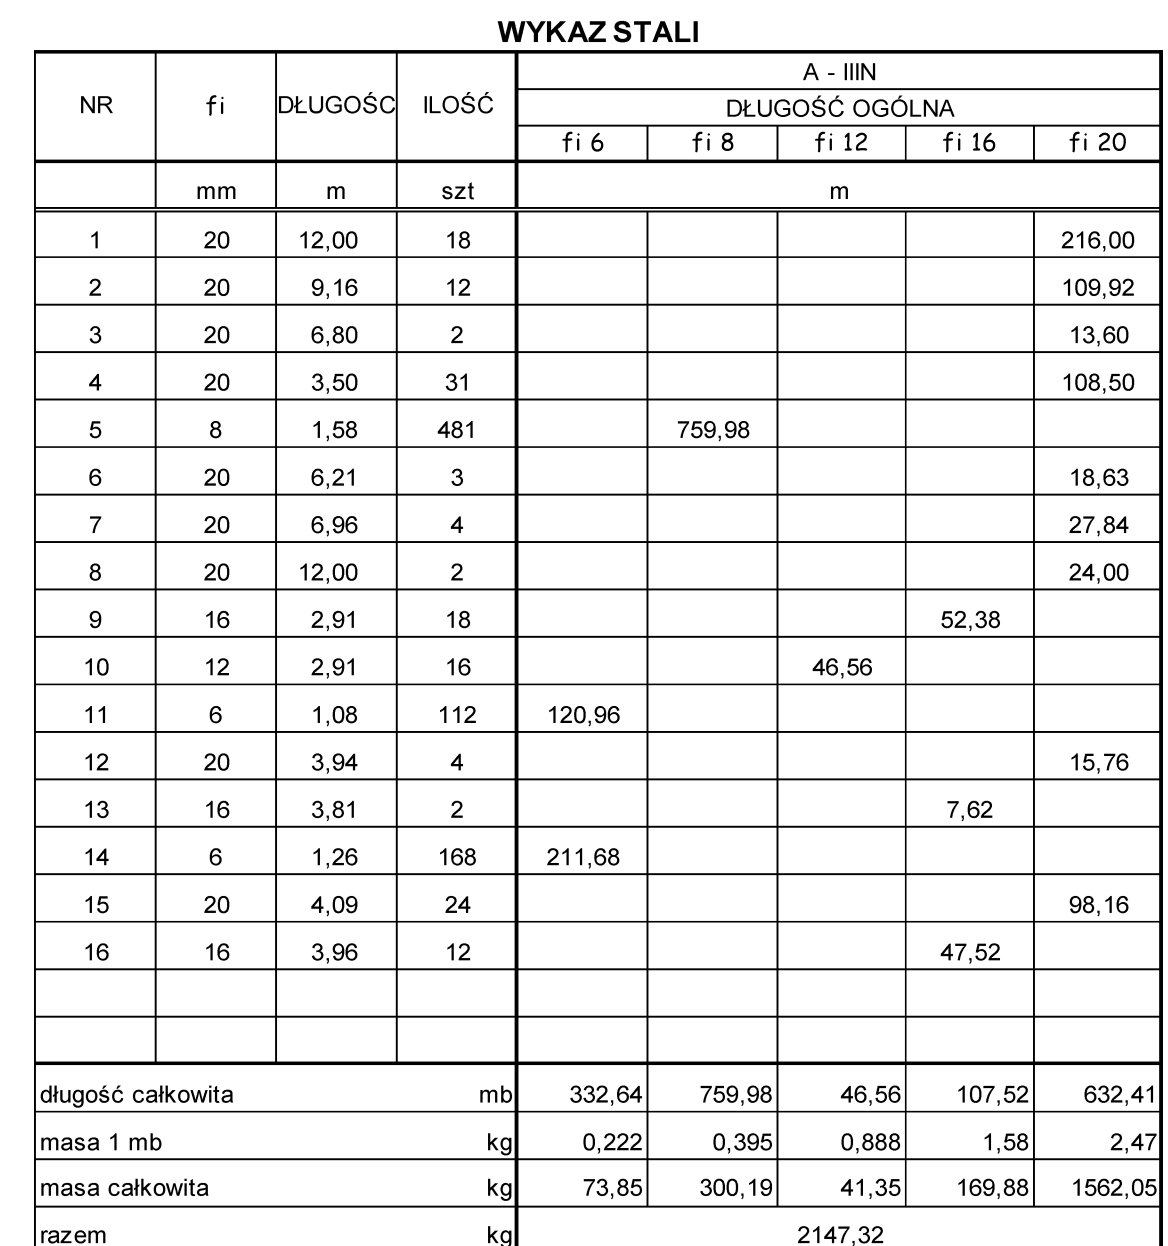 WYKAZ STALI
NR fi DŁUGOŚĆ ILOŚĆ A - IIIN
DŁUGOŚĆ OGÓLNA
fi 6 fi 8 fi 12 fi 16 fi 20
mm m szt m
1 20 12,00 18 216,00
2 20 9,16 12 109,92
3 20 6,80 2 13,60
4 20 3,50 31 108,50
5 8 1,58 481 759,98
6 20 6,21 3 18,63
7 20 6,96 4 27,84
8 20 12,00 2 24,00
9 16 2,91 18 52,38
10 12 2,91 16 46,56
11 6 1,08 112 120,96
12 20 3,94 4 15,76
13 16 3,81 2 7,62
14 6 1,26 168 211,68
15 20 4,09 24 98,16
16 16 3,96 12 47,52
długość całkowita mb 332,64 759,98 46,56 107,52 632,41
masa 1 mb kg 0,222 0,395 0,888 1,58 2,47
masa całkowita kg 73,85 300,19 41,35 169,88 1562,05
razem kg 2147,32